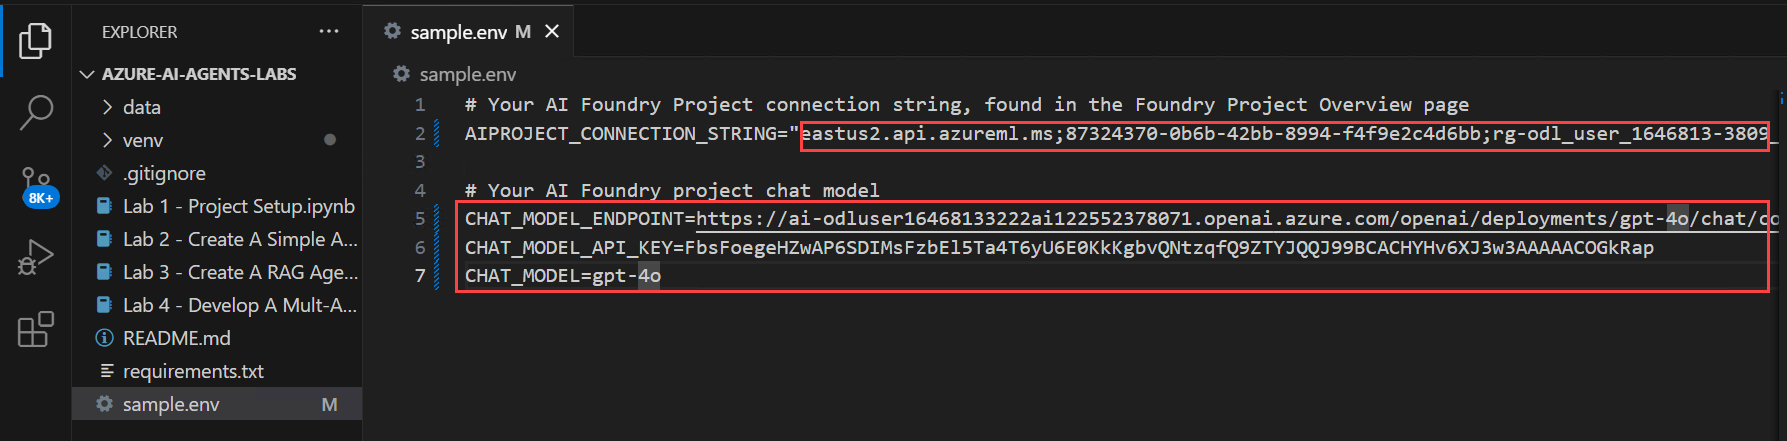 EXPLORER
AZURE-AI-AGENTS-LABS
data
venv
.gitignore
8K+
Lab 1 - Project Setup.ipynb
Lab 2 - Create A Simple A...
Lab 3 - Create A RAG Age...
Lab 4 - Develop A Mult-A...
README.md
requirements.txt
sample.env M
sample.env M
sample.env
1 # Your AI Foundry Project connection string, found in the Foundry Project Overview page
2 AIPROJECT_CONNECTION_STRING="eastus2.api.azureml.ms;87324370-0b6b-42bb-8994-f4f9e2c4d6bb;rg-odl_user_1646813-3809_
3
4 # Your AI Foundry project chat model
5 CHAT_MODEL_ENDPOINT=https://ai-odluser16468133222ai122552378071.openai.azure.com/openai/deployments/gpt-4o/chat/co
6 CHAT_MODEL_API_KEY=FbsFoegeHZwAP6SDIMsFzbEl5Ta4T6yU6E0KkKgbvQNtzqfQ9ZTYJQQJ99BCACHYHv6XJ3w3AAAAACOGkRap
7 CHAT_MODEL=gpt-4o